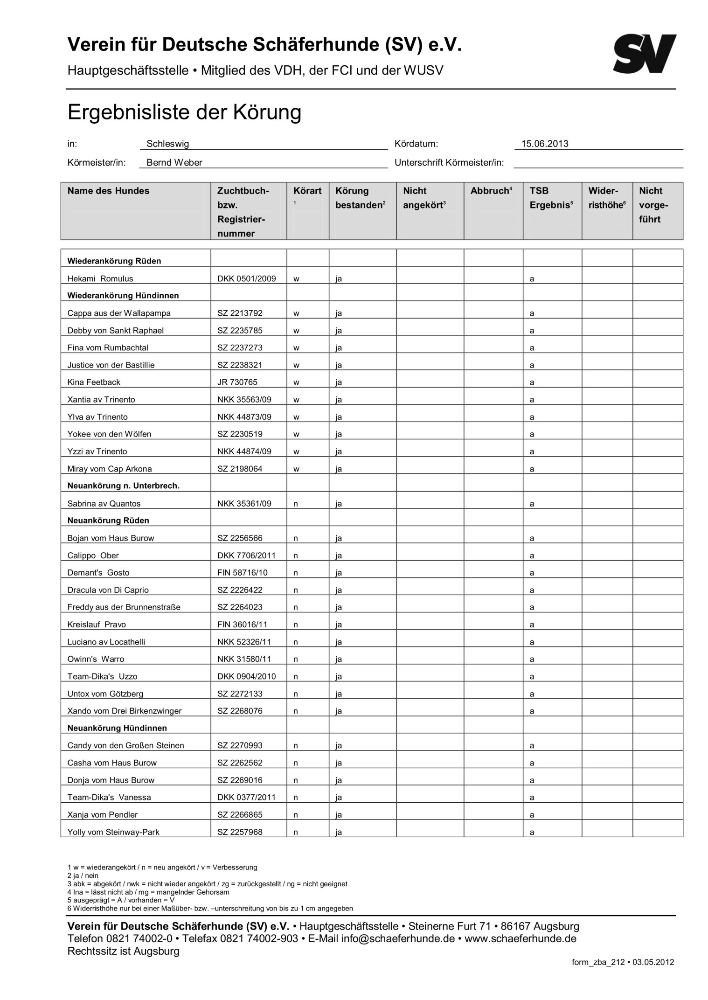 Verein für Deutsche Schäferhunde (SV) e.V.
SV
Hauptgeschäftsstelle • Mitglied des VDH, der FCI und der WUSV
Ergebnisliste der Körung
in: Schleswig Kördatum: 15.06.2013
Körmeister/in: Bernd Weber Unterschrift Körmeister/in:
Name des Hundes Zuchtbuch- Körart Körung Nicht Abbruch⁴ TSB Wider- Nicht
bzw. ¹ bestanden² angekört³ Ergebnis⁵ risthöhe⁶ vorge-
Registrier- führt
nummer
Wiederankörung Rüden
Hekami Romulus DKK 0501/2009 w ja a
Wiederankörung Hündinnen
Cappa aus der Wallapampa SZ 2213792 w ja a
Debby von Sankt Raphael SZ 2235785 w ja a
Fina vom Rumbachtal SZ 2237273 w ja a
Justice von der Bastillie SZ 2238321 w ja a
Kina Feetback JR 730765 w ja a
Xantia av Trinento NKK 35563/09 w ja a
Ylva av Trinento NKK 44873/09 w ja a
Yokee von den Wölfen SZ 2230519 w ja a
Yzzi av Trinento NKK 44874/09 w ja a
Miray vom Cap Arkona SZ 2198064 w ja a
Neuankörung n. Unterbrech.
Sabrina av Quantos NKK 35361/09 n ja a
Neuankörung Rüden
Bojan vom Haus Burow SZ 2256566 n ja a
Calippo Ober DKK 7706/2011 n ja a
Demant's Gosto FIN 58716/10 n ja a
Dracula von Di Caprio SZ 2226422 n ja a
Freddy aus der Brunnenstraße SZ 2264023 n ja a
Kreislauf Pravo FIN 36016/11 n ja a
Luciano av Locathelli NKK 52326/11 n ja a
Owinn's Warro NKK 31580/11 n ja a
Team-Dika's Uzzo DKK 0904/2010 n ja a
Untox vom Götzberg SZ 2272133 n ja a
Xando vom Drei Birkenzwinger SZ 2268076 n ja a
Neuankörung Hündinnen
Candy von den Großen Steinen SZ 2270993 n ja a
Casha vom Haus Burow SZ 2262562 n ja a
Donja vom Haus Burow SZ 2269016 n ja a
Team-Dika's Vanessa DKK 0377/2011 n ja a
Xanja vom Pendler SZ 2266865 n ja a
Yolly vom Steinway-Park SZ 2257968 n ja a
1 w = wiederangekört / n = neu angekört / v = Verbesserung
2 ja / nein
3 abk = abgekört / nwk = nicht wieder angekört / zg = zurückgestellt / ng = nicht geeignet
4 lna = lässt nicht ab / mg = mangelnder Gehorsam
5 ausgeprägt = A / vorhanden = V
6 Widerristhöhe nur bei einer Maßüber- bzw. –unterschreitung von bis zu 1 cm angegeben
Verein für Deutsche Schäferhunde (SV) e.V. • Hauptgeschäftsstelle • Steinerne Furt 71 • 86167 Augsburg
Telefon 0821 74002-0 • Telefax 0821 74002-903 • E-Mail info@schaeferhunde.de • www.schaeferhunde.de
Rechtssitz ist Augsburg
form_zba_212 • 03.05.2012